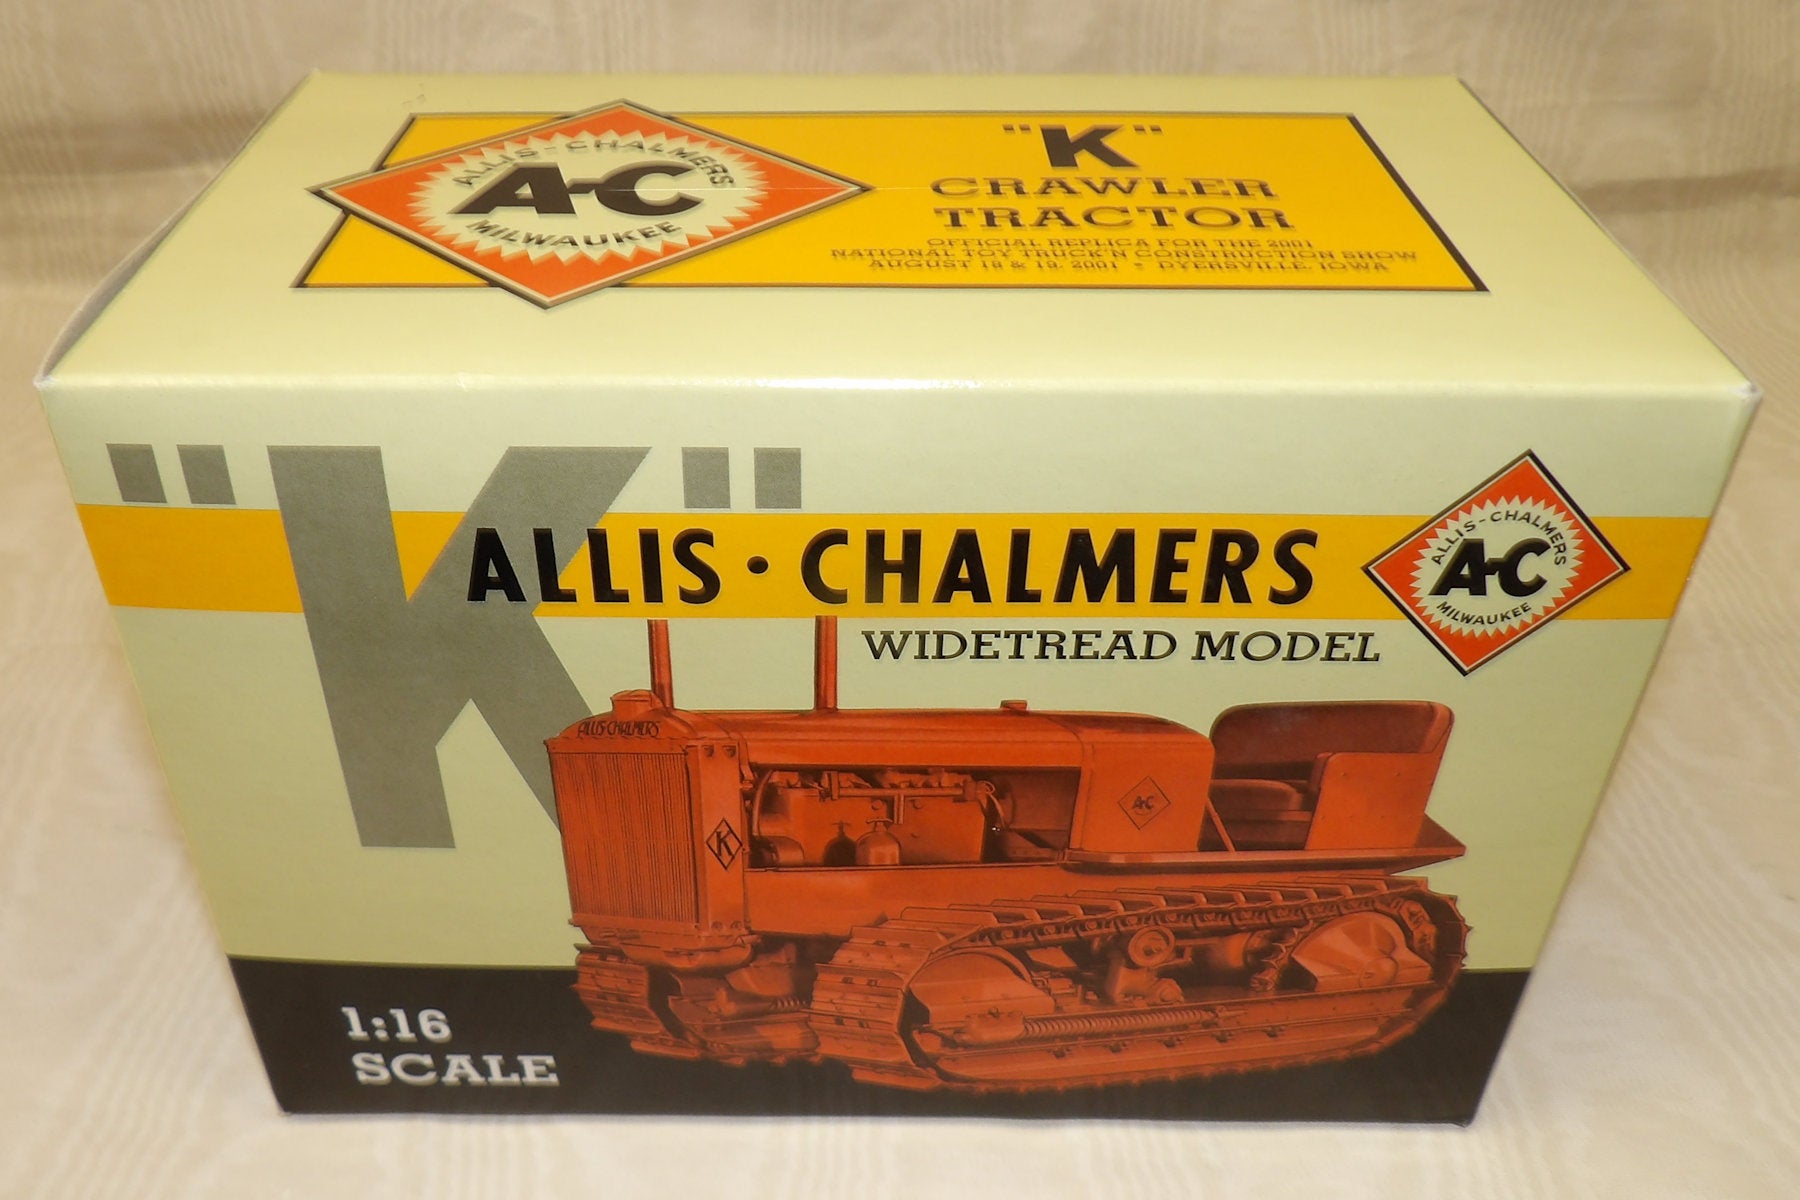 ALLIS-CHALMERS
A-C
MILWAUKEE
"K"
CRAWLER
TRACTOR
OFFICIAL REPLICA FOR THE 2001
NATIONAL TOY TRUCK'N CONSTRUCTION SHOW
AUGUST 18 & 19, 2001 • DYERSVILLE, IOWA
"K"
ALLIS·CHALMERS
WIDETREAD MODEL
ALLIS-CHALMERS
A-C
MILWAUKEE
ALLIS-CHALMERS
K
A-C
1:16
SCALE